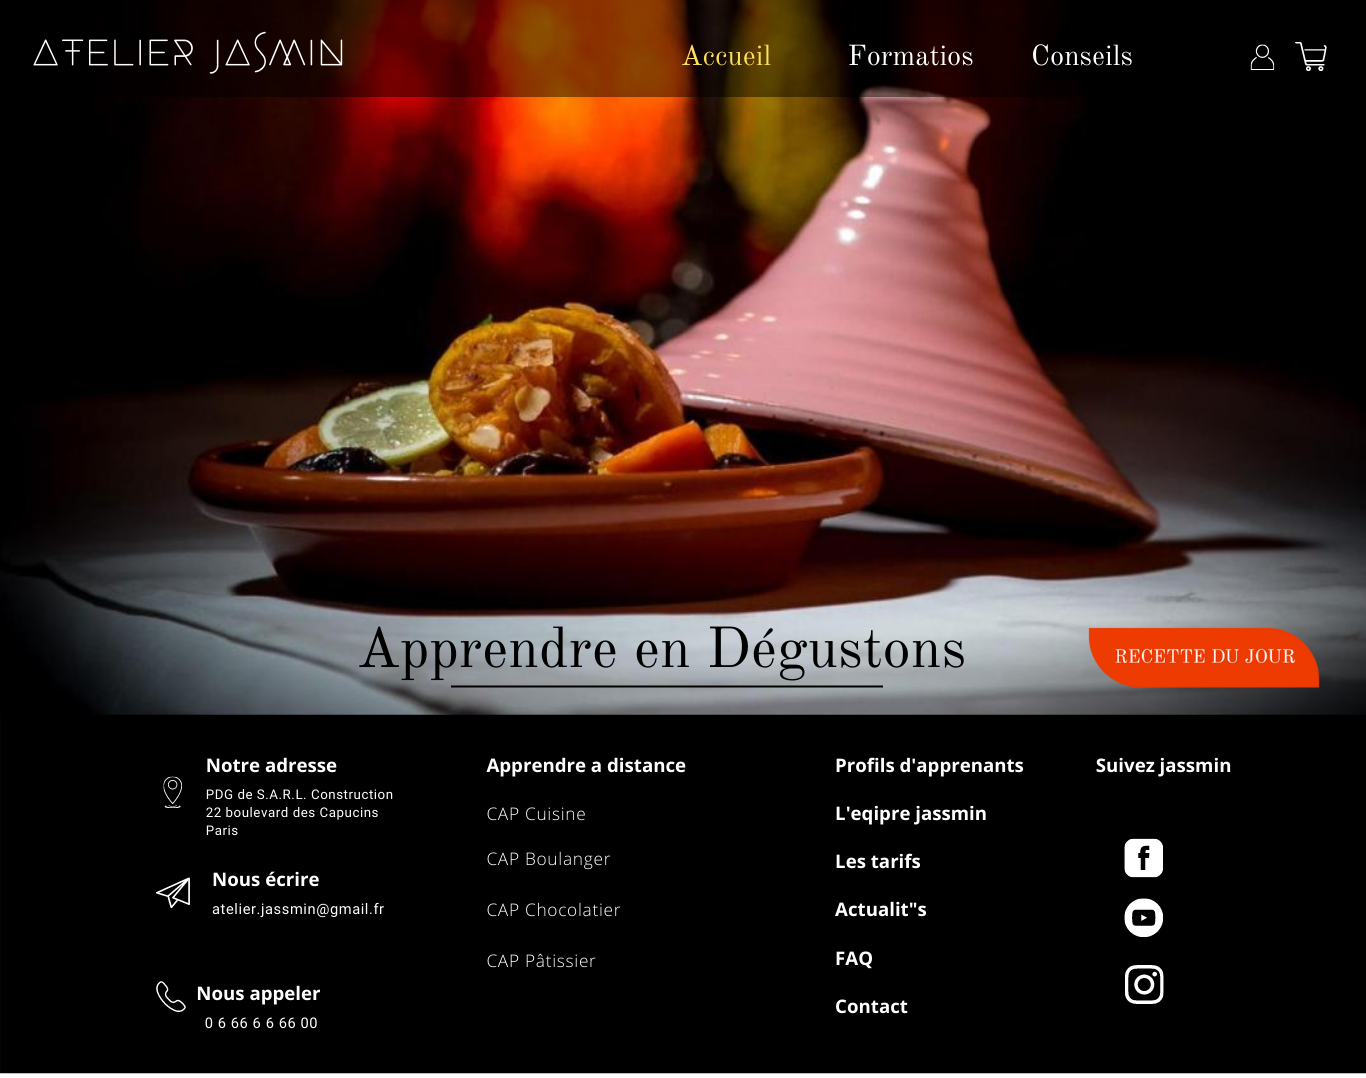 ATELIER JASMIN
Accueil
Formatios
Conseils
Apprendre en Dégustons
RECETTE DU JOUR
Notre adresse
PDG de S.A.R.L. Construction
22 boulevard des Capucins
Paris
Nous écrire
atelier.jassmin@gmail.fr
Nous appeler
0 6 66 6 6 66 00
Apprendre a distance
CAP Cuisine
CAP Boulanger
CAP Chocolatier
CAP Pâtissier
Profils d'apprenants
L'eqipre jassmin
Les tarifs
Actualit"s
FAQ
Contact
Suivez jassmin